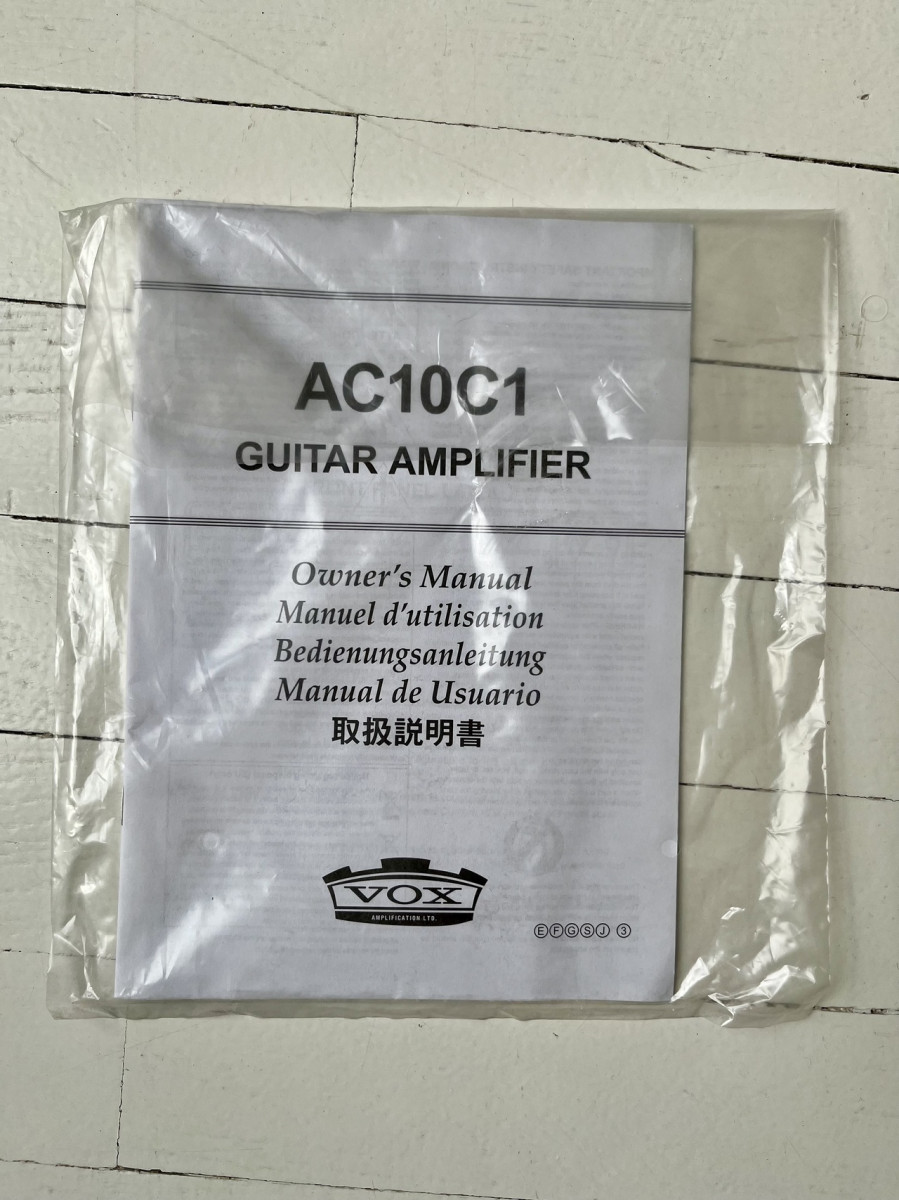 AC10C1
GUITAR AMPLIFIER
Owner's Manual
Manuel d'utilisation
Bedienungsanleitung
Manual de Usuario
取扱説明書
VOX
AMPLIFICATION LTD.
ⒺⒻⒼⓈⒿ ③